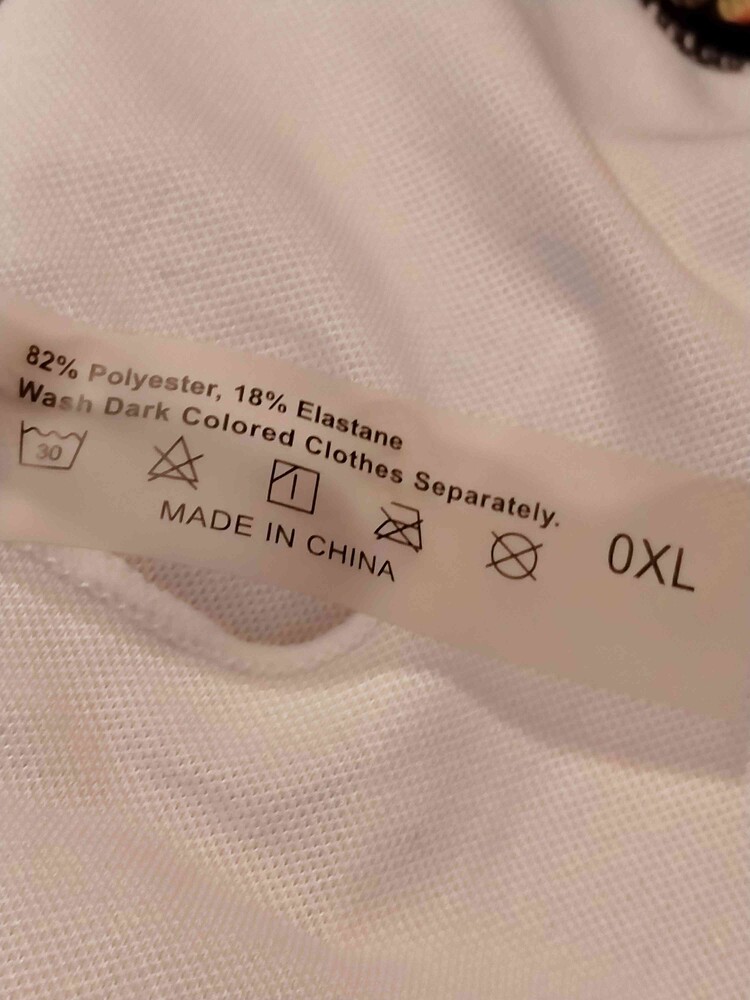 82% Polyester, 18% Elastane
Wash Dark Colored Clothes Separately.
30
MADE IN CHINA
0XL